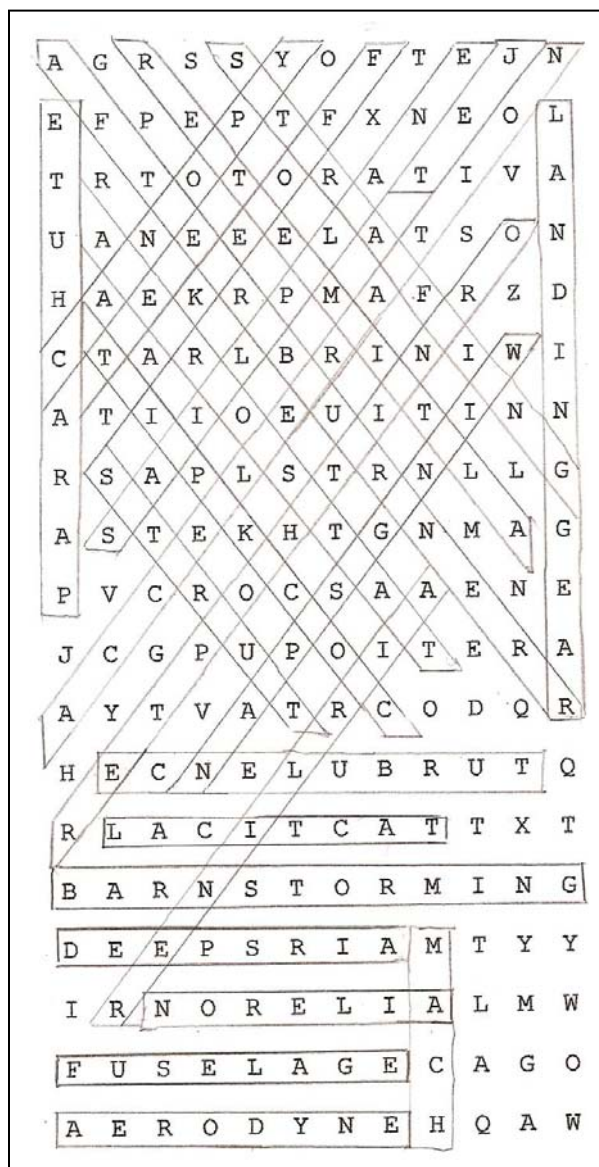 A G R S S Y O F T E J N
E F P E P T F X N E O L
T R T O T O R A T I V A
U A N E E E L A T S O N
H A E K R P M A F R Z D
C T A R L B R I N I W I
A T I I O E U I T I N N
R S A P L S T R N L L G
A S T E K H T G N M A G
P V C R O C S A A E N E
J C G P U P O I T E R A
A Y T V A T R C O D Q R
H E C N E L U B R U T Q
R L A C I T C A T T X T
B A R N S T O R M I N G
D E E P S R I A M T Y Y
I R N O R E L I A L M W
F U S E L A G E C A G O
A E R O D Y N E H Q A W